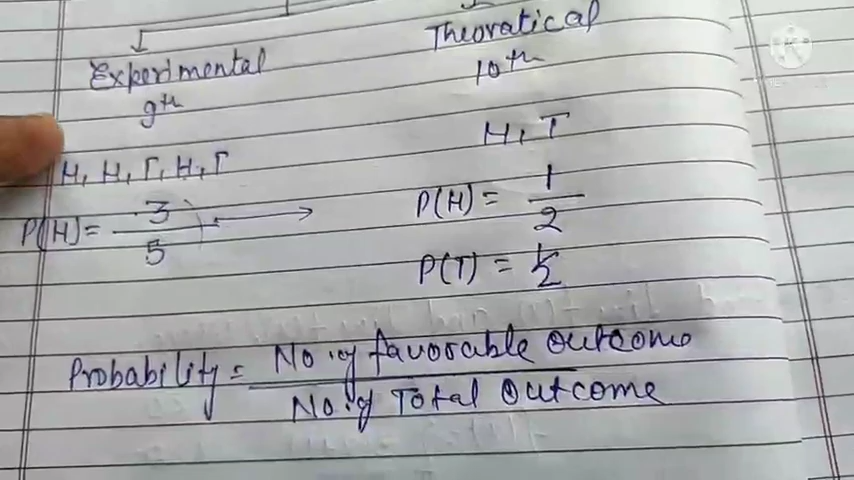 Experimental
9th
H, H, T, H, T
P(H) = 3/5
Theoratical
10th
H, T
P(H) = 1/2
P(T) = 1/2
Probability = No. of favorable outcome
No. of Total Outcome